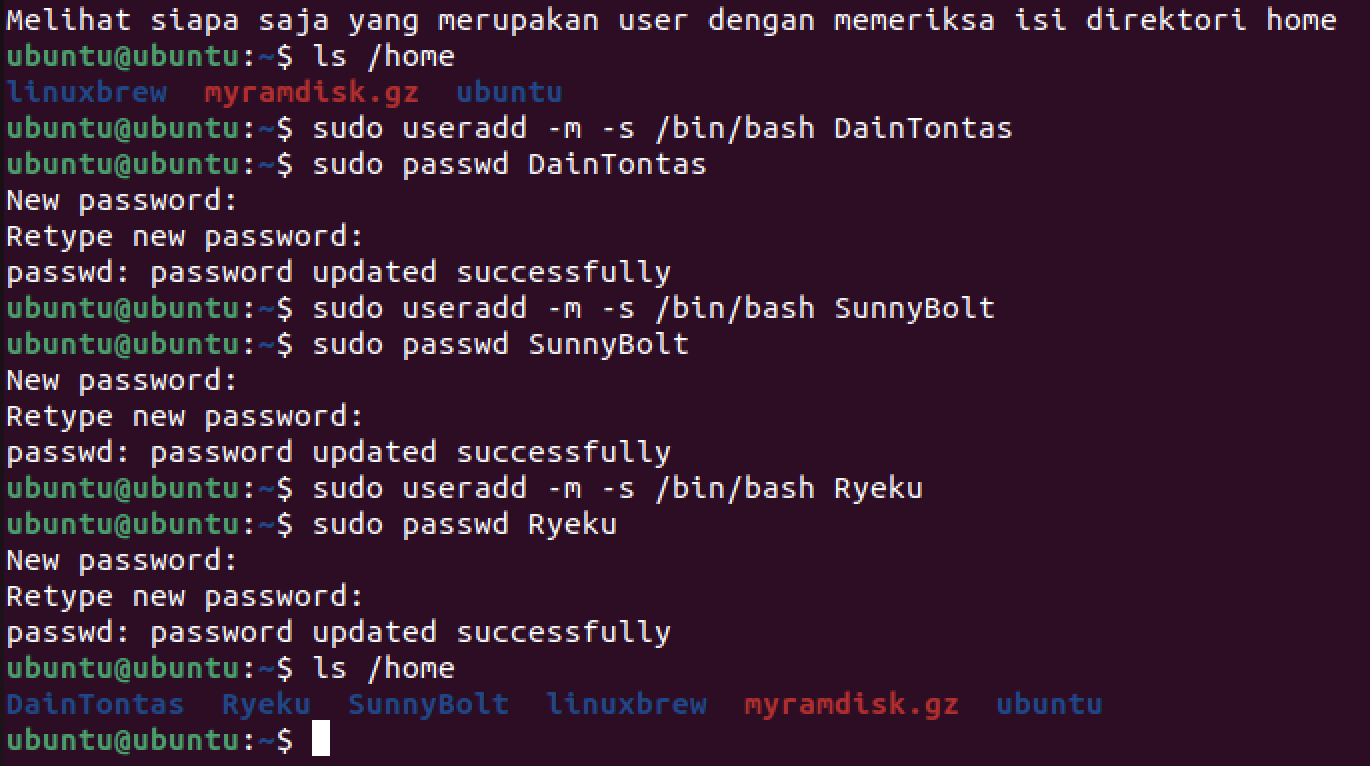 Melihat siapa saja yang merupakan user dengan memeriksa isi direktori home
ubuntu@ubuntu:~$ ls /home
linuxbrew  myramdisk.gz  ubuntu
ubuntu@ubuntu:~$ sudo useradd -m -s /bin/bash DainTontas
ubuntu@ubuntu:~$ sudo passwd DainTontas
New password:
Retype new password:
passwd: password updated successfully
ubuntu@ubuntu:~$ sudo useradd -m -s /bin/bash SunnyBolt
ubuntu@ubuntu:~$ sudo passwd SunnyBolt
New password:
Retype new password:
passwd: password updated successfully
ubuntu@ubuntu:~$ sudo useradd -m -s /bin/bash Ryeku
ubuntu@ubuntu:~$ sudo passwd Ryeku
New password:
Retype new password:
passwd: password updated successfully
ubuntu@ubuntu:~$ ls /home
DainTontas  Ryeku  SunnyBolt  linuxbrew  myramdisk.gz  ubuntu
ubuntu@ubuntu:~$